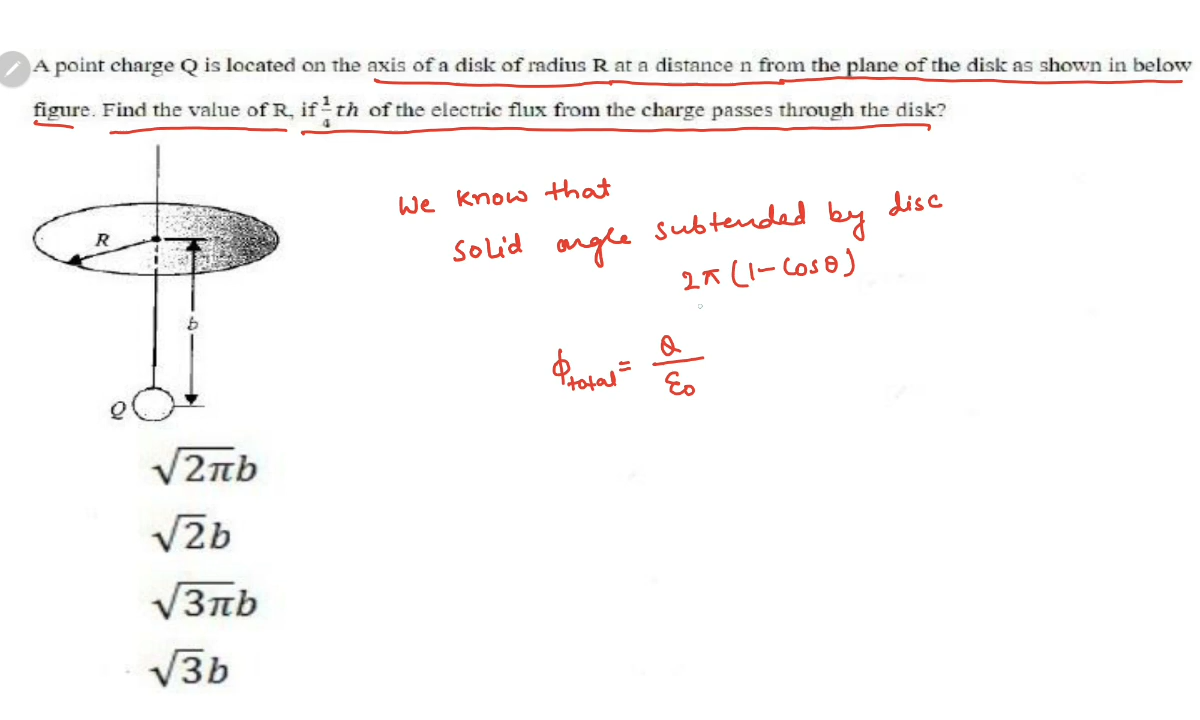 A point charge Q is located on the axis of a disk of radius R at a distance n from the plane of the disk as shown in below
figure. Find the value of R, if 1/4 th of the electric flux from the charge passes through the disk?
We know that
solid angle subtended by disc
2π (1-cosθ)
R
b
ϕtotal = Q/ε0
Q
√2πb
√2b
√3πb
√3b